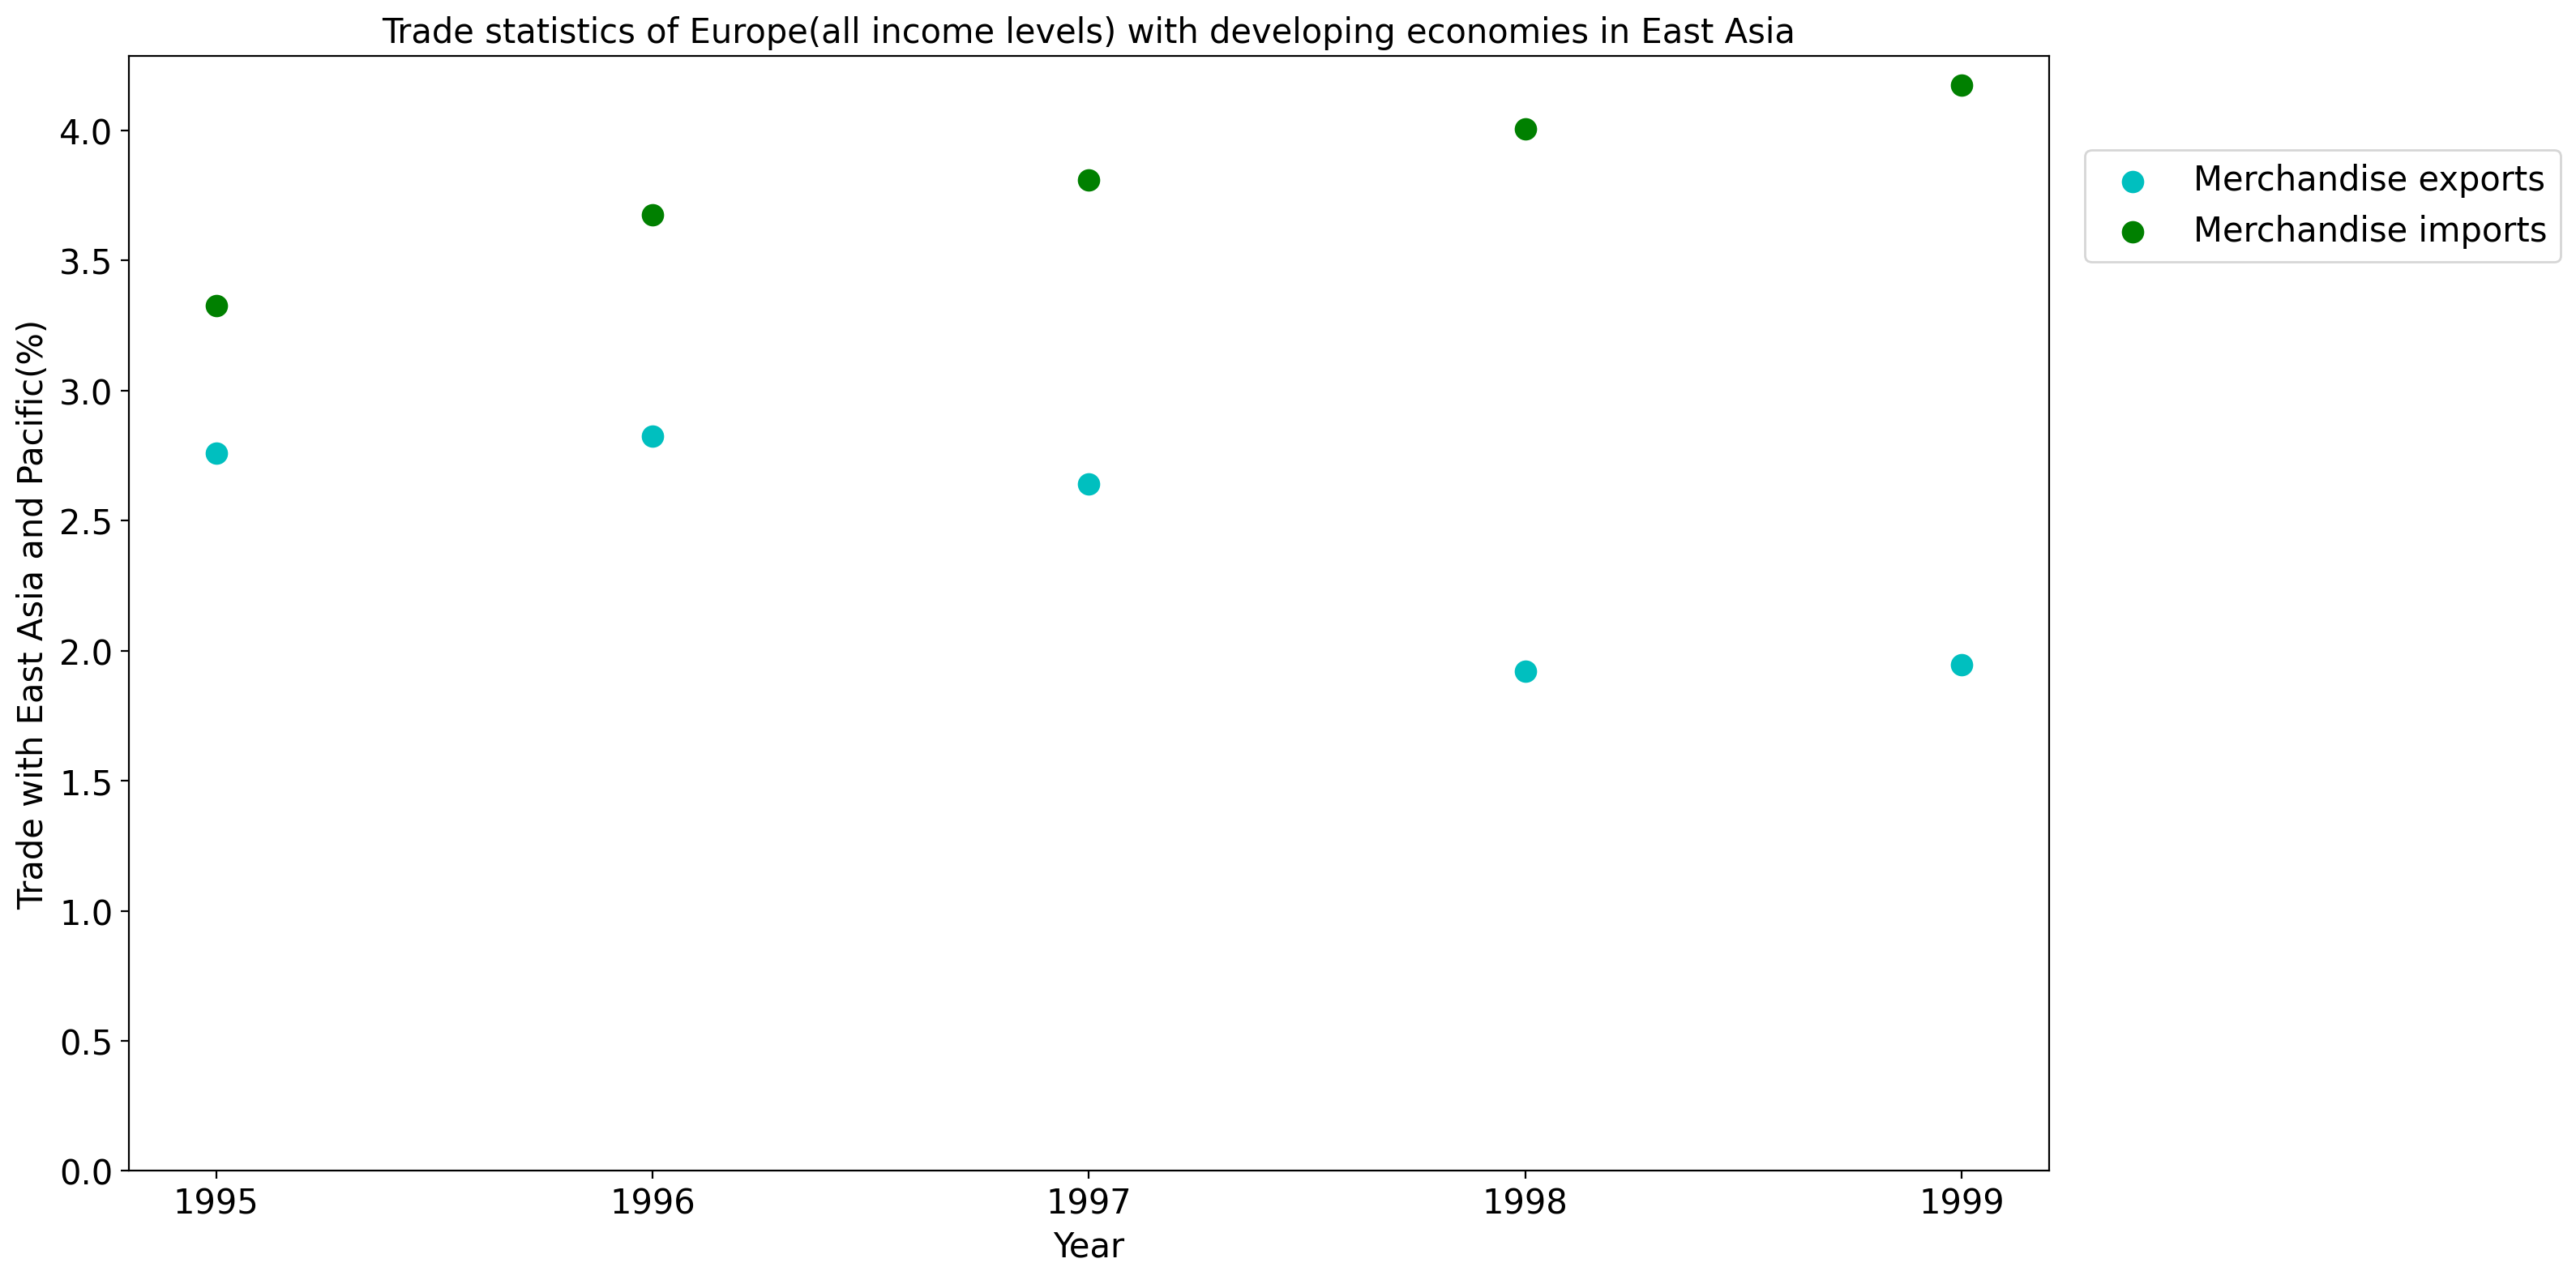 Trade statistics of Europe(all income levels) with developing economies in East Asia
Trade with East Asia and Pacific(%)
4.0
3.5
3.0
2.5
2.0
1.5
1.0
0.5
0.0
1995 1996 1997 1998 1999
Year
Merchandise exports
Merchandise imports